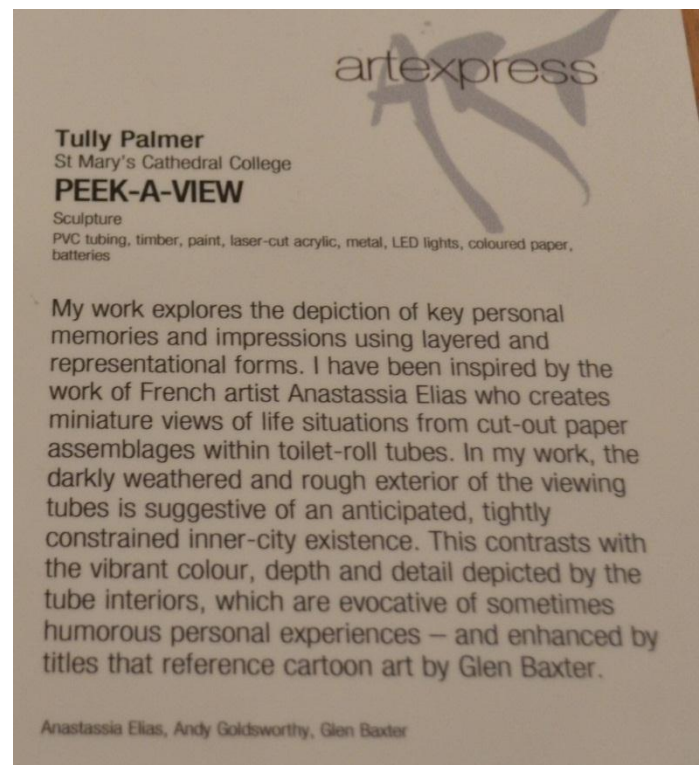 artexpress
ART
Tully Palmer
St Mary's Cathedral College
PEEK-A-VIEW
Sculpture
PVC tubing, timber, paint, laser-cut acrylic, metal, LED lights, coloured paper,
batteries
My work explores the depiction of key personal
memories and impressions using layered and
representational forms. I have been inspired by the
work of French artist Anastassia Elias who creates
miniature views of life situations from cut-out paper
assemblages within toilet-roll tubes. In my work, the
darkly weathered and rough exterior of the viewing
tubes is suggestive of an anticipated, tightly
constrained inner-city existence. This contrasts with
the vibrant colour, depth and detail depicted by the
tube interiors, which are evocative of sometimes
humorous personal experiences – and enhanced by
titles that reference cartoon art by Glen Baxter.
Anastassia Elias, Andy Goldsworthy, Glen Baxter